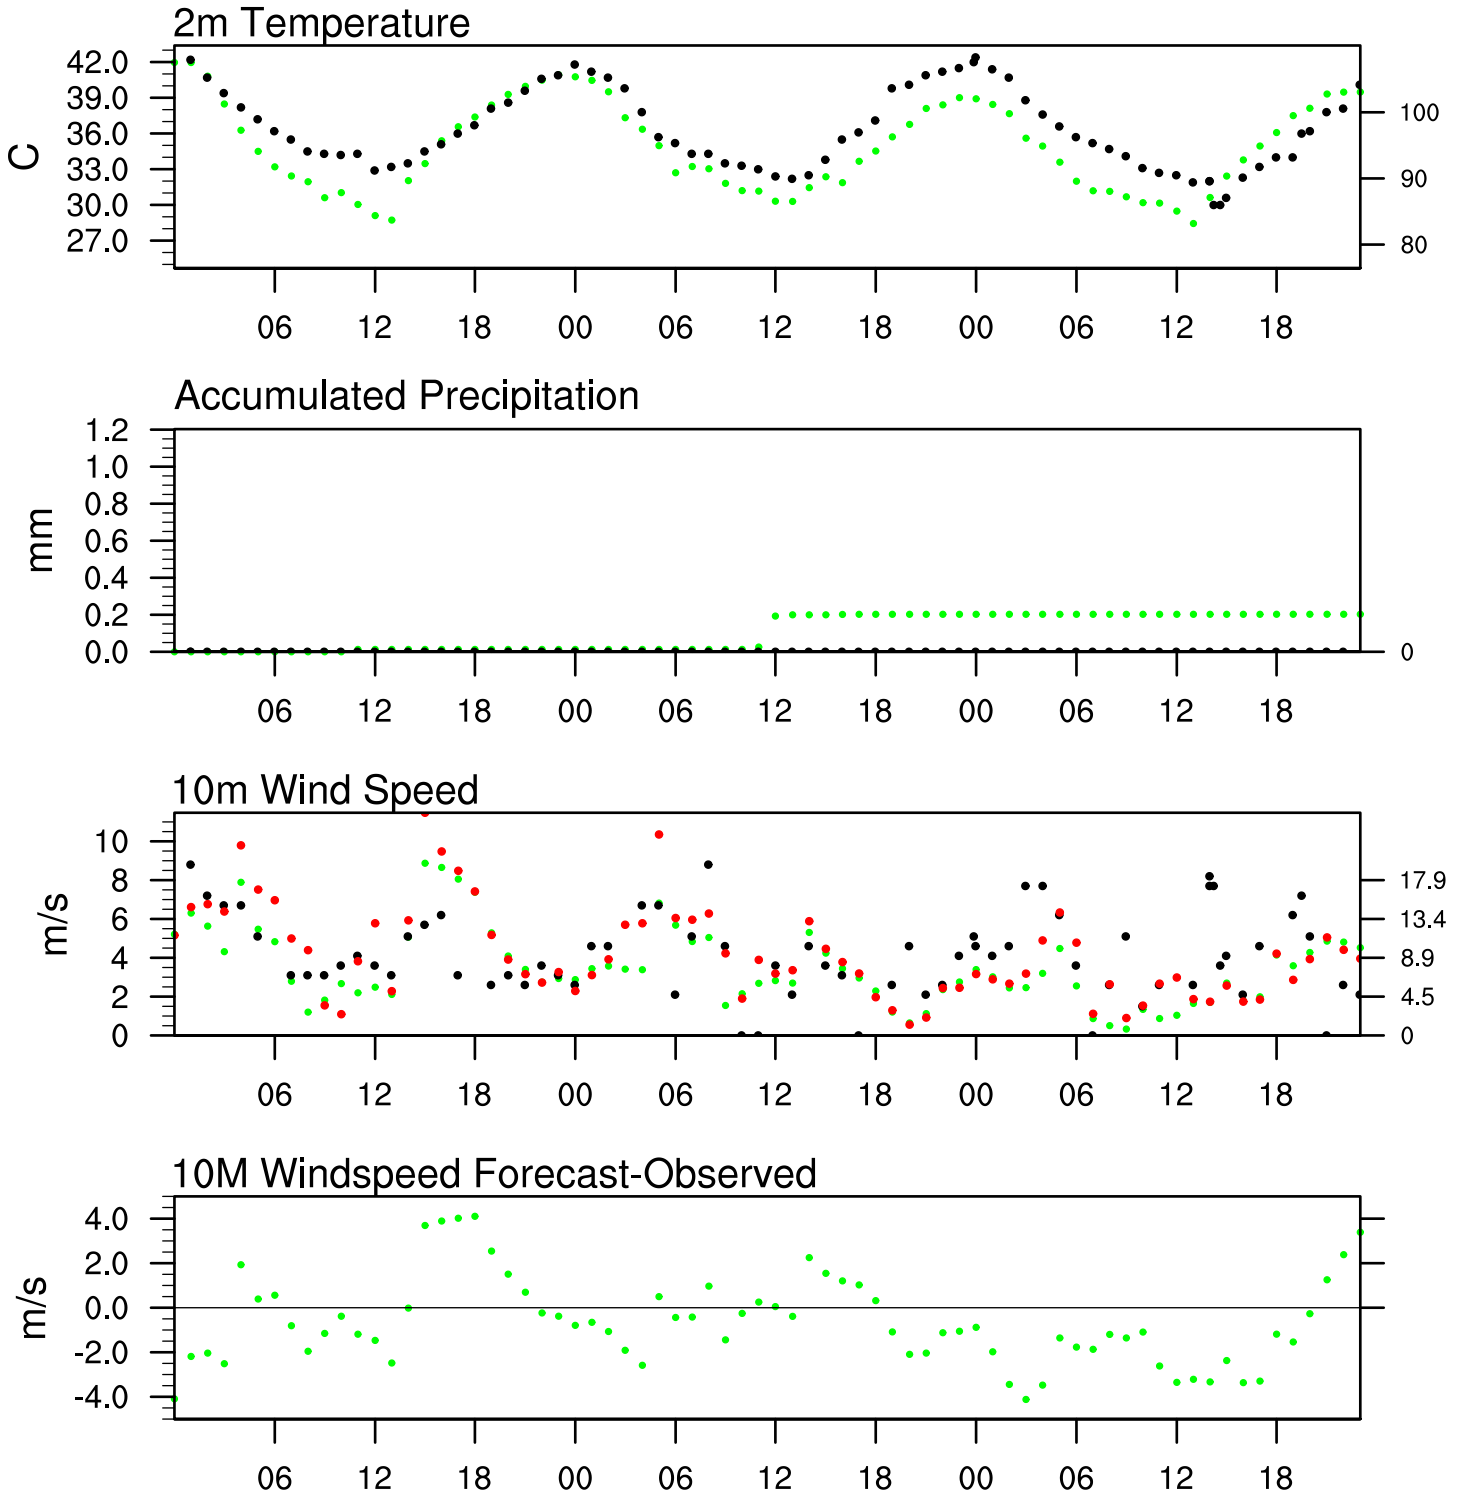 2m Temperature
42.0
39.0
36.0
33.0
30.0
27.0
C
100
90
80
06 12 18 00 06 12 18 00 06 12 18
Accumulated Precipitation
1.2
1.0
0.8
0.6
0.4
0.2
0.0
mm
0
06 12 18 00 06 12 18 00 06 12 18
10m Wind Speed
10
8
6
4
2
0
m/s
17.9
13.4
8.9
4.5
0
06 12 18 00 06 12 18 00 06 12 18
10M Windspeed Forecast-Observed
4.0
2.0
0.0
-2.0
-4.0
m/s
06 12 18 00 06 12 18 00 06 12 18